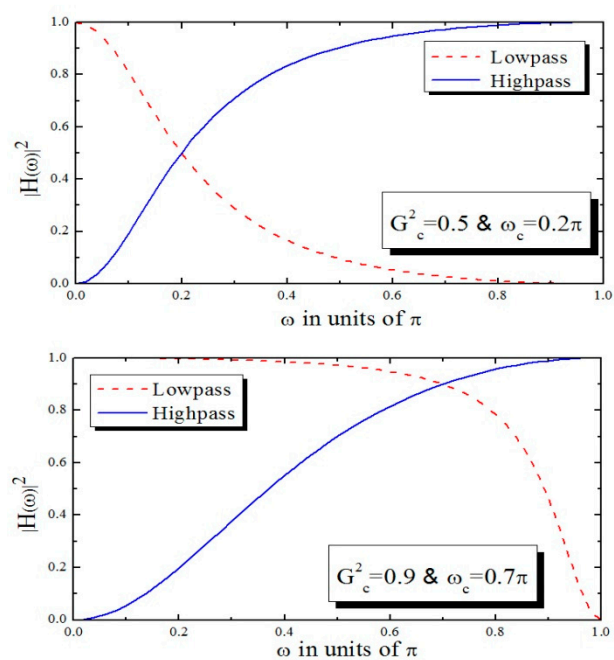 1.0
0.8
0.6
0.4
0.2
0.0
|H(ω)|²
Lowpass
Highpass
G²c=0.5 & ωc=0.2π
0.0 0.2 0.4 0.6 0.8 1.0
ω in units of π
1.0
0.8
0.6
0.4
0.2
0.0
|H(ω)|²
Lowpass
Highpass
G²c=0.9 & ωc=0.7π
0.0 0.2 0.4 0.6 0.8 1.0
ω in units of π